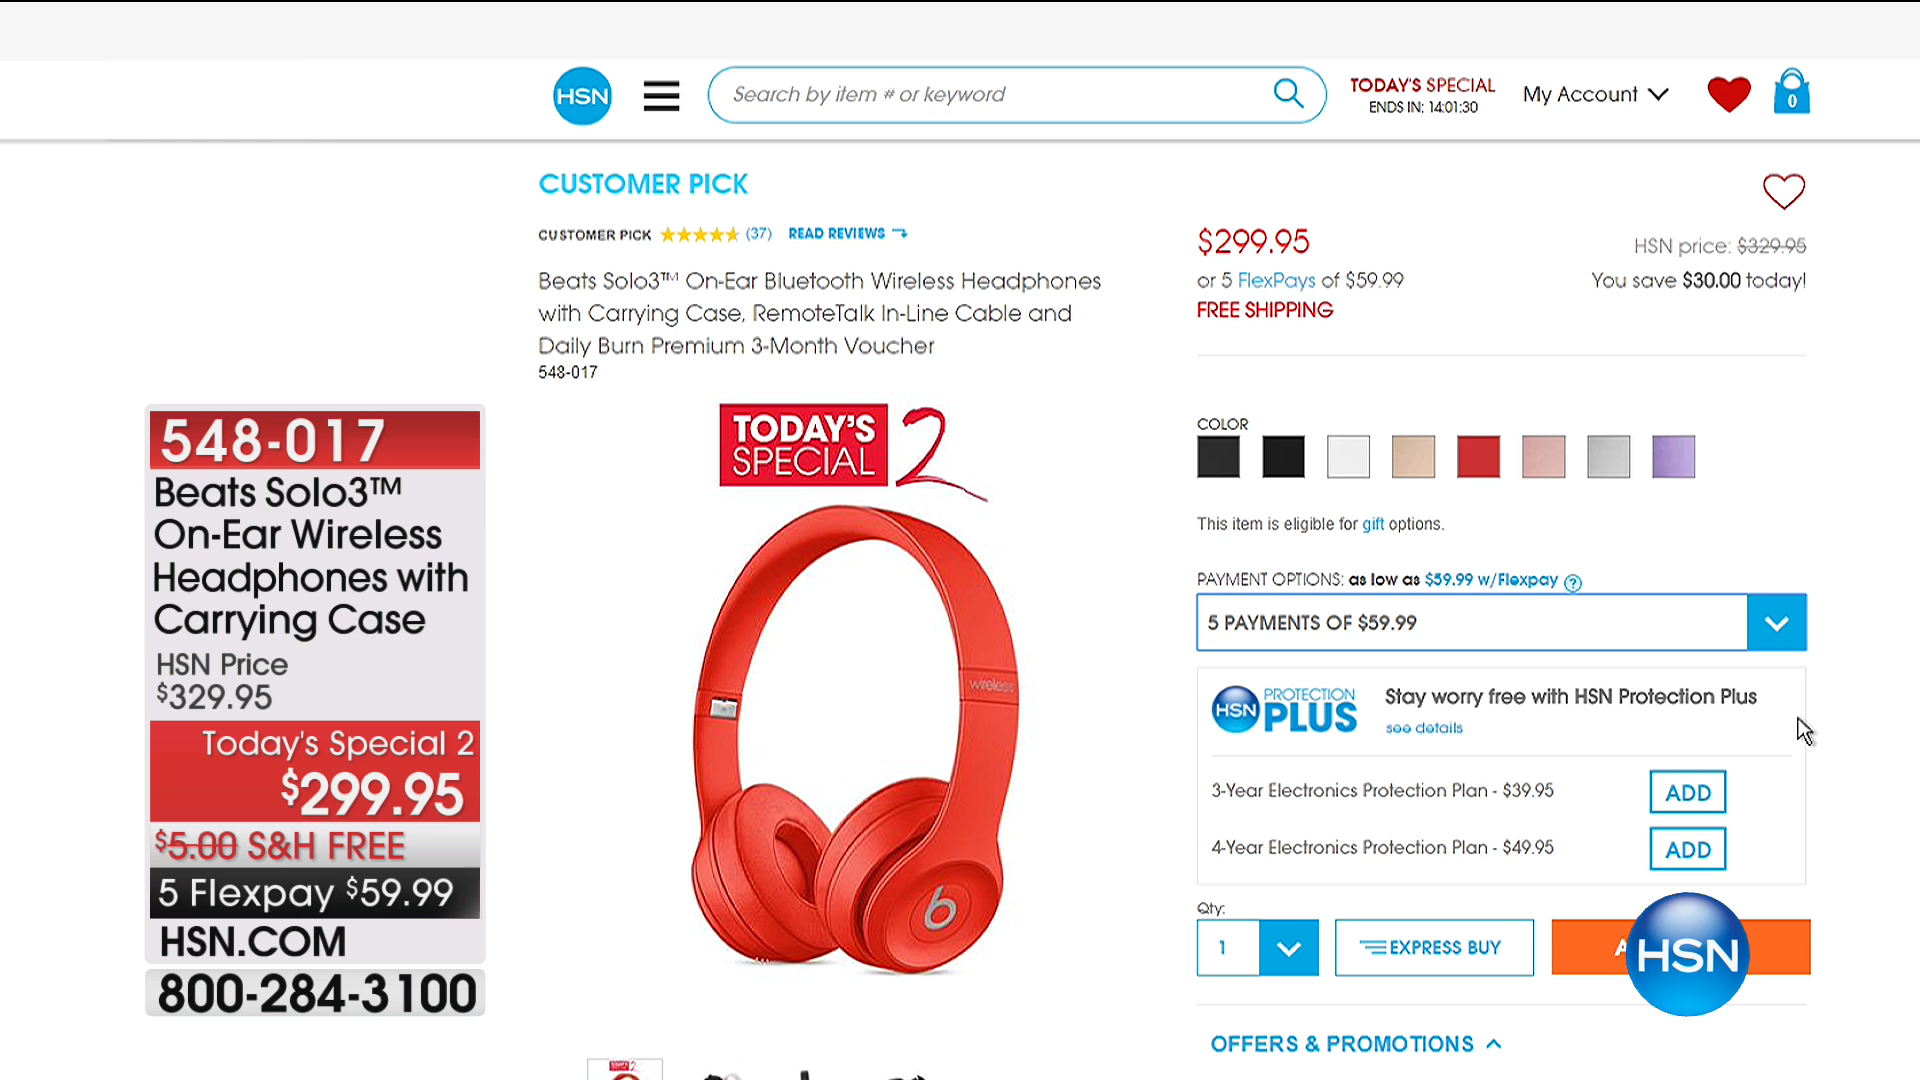 HSN
Search by item # or keyword
TODAY'S SPECIAL
ENDS IN: 14:01:30
My Account
0
CUSTOMER PICK
CUSTOMER PICK (37) READ REVIEWS
Beats Solo3™ On-Ear Bluetooth Wireless Headphones
with Carrying Case, RemoteTalk In-Line Cable and
Daily Burn Premium 3-Month Voucher
548-017
$299.95
HSN price: $329.95
or 5 FlexPays of $59.99
You save $30.00 today!
FREE SHIPPING
548-017
Beats Solo3™
On-Ear Wireless
Headphones with
Carrying Case
HSN Price
$329.95
Today's Special 2
$299.95
$5.00 S&H FREE
5 Flexpay $59.99
HSN.COM
800-284-3100
TODAY'S
SPECIAL 2
wireless
b
COLOR
This item is eligible for gift options.
PAYMENT OPTIONS: as low as $59.99 w/Flexpay ?
5 PAYMENTS OF $59.99
HSN PROTECTION
PLUS
Stay worry free with HSN Protection Plus
see details
3-Year Electronics Protection Plan - $39.95 ADD
4-Year Electronics Protection Plan - $49.95 ADD
Qty:
1
EXPRESS BUY
A
HSN
OFFERS & PROMOTIONS